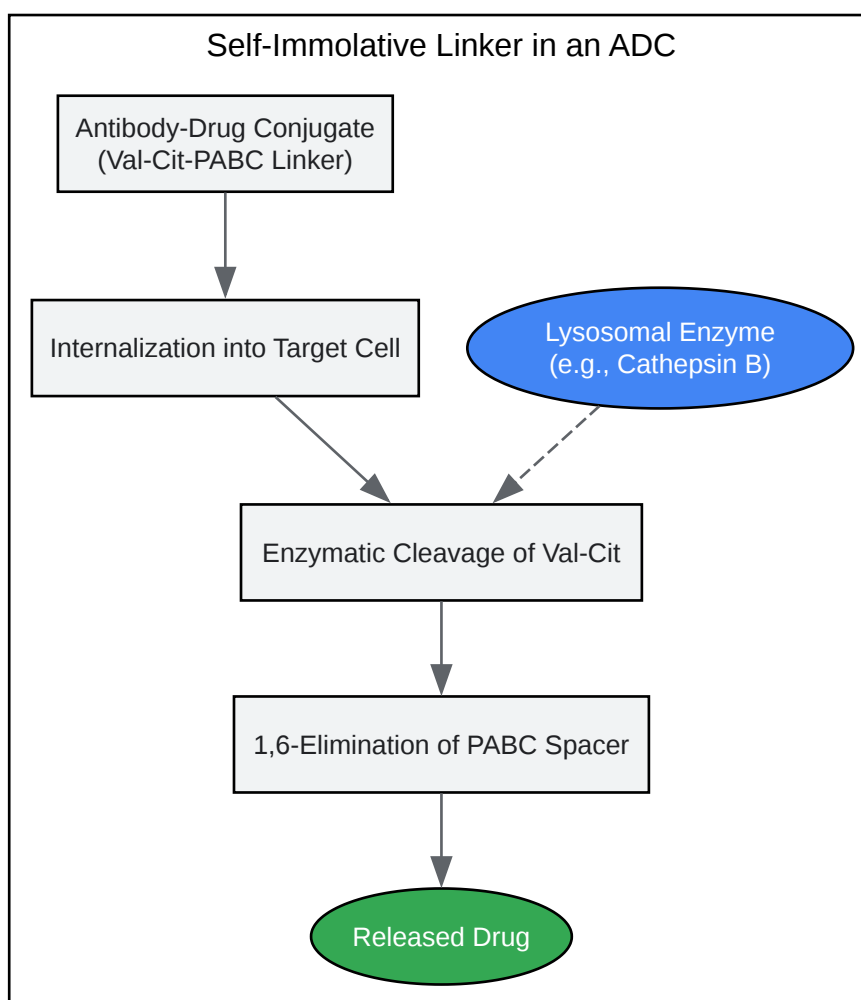 Self-Immolative Linker in an ADC
Antibody-Drug Conjugate
(Val-Cit-PABC Linker)
Internalization into Target Cell
Lysosomal Enzyme
(e.g., Cathepsin B)
Enzymatic Cleavage of Val-Cit
1,6-Elimination of PABC Spacer
Released Drug